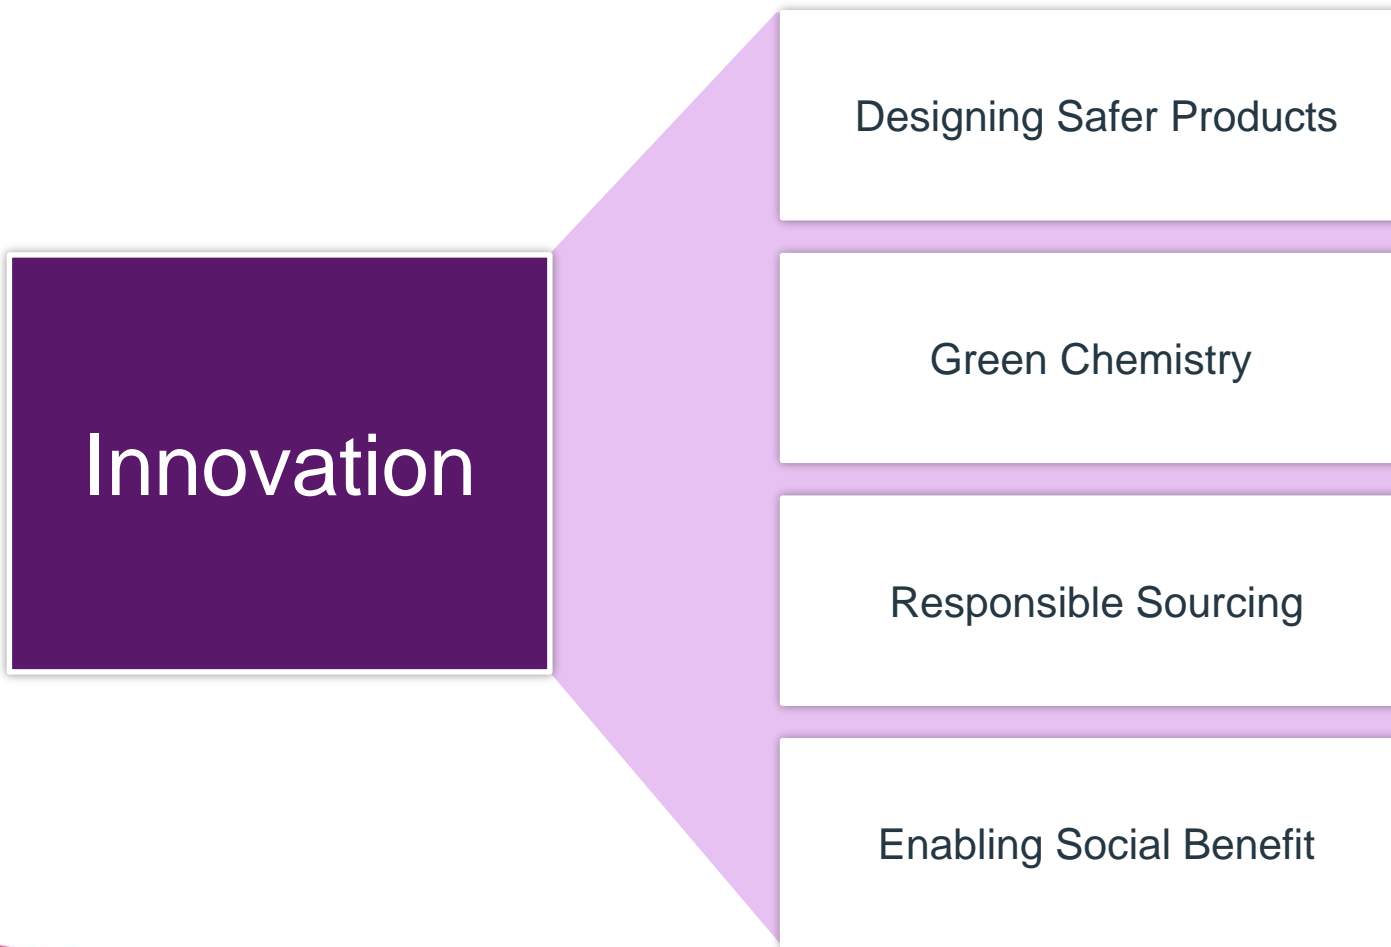 Designing Safer Products
Green Chemistry
Innovation
Responsible Sourcing
Enabling Social Benefit